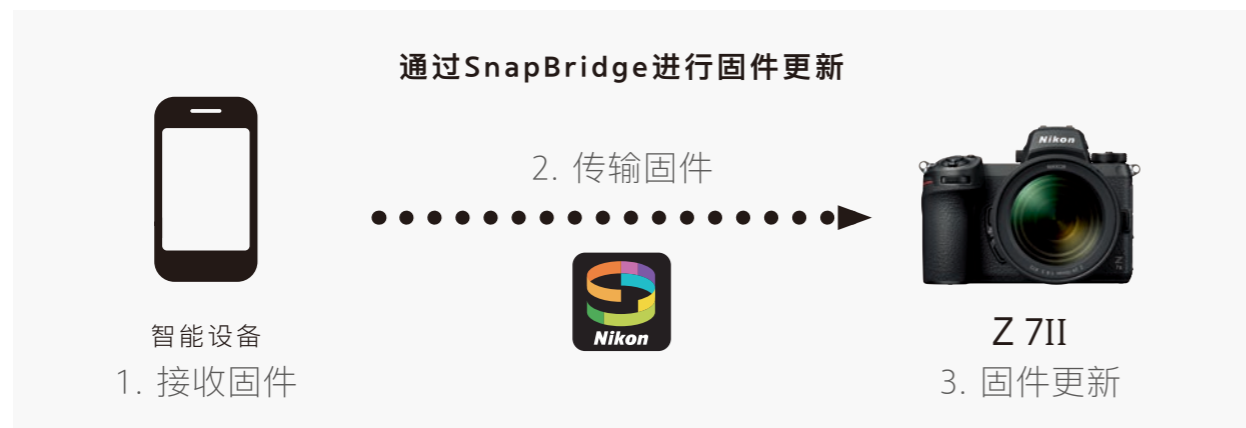 通过SnapBridge进行固件更新
2. 传输固件
Nikon
Nikon
智能设备
Z 7II
1. 接收固件
3. 固件更新